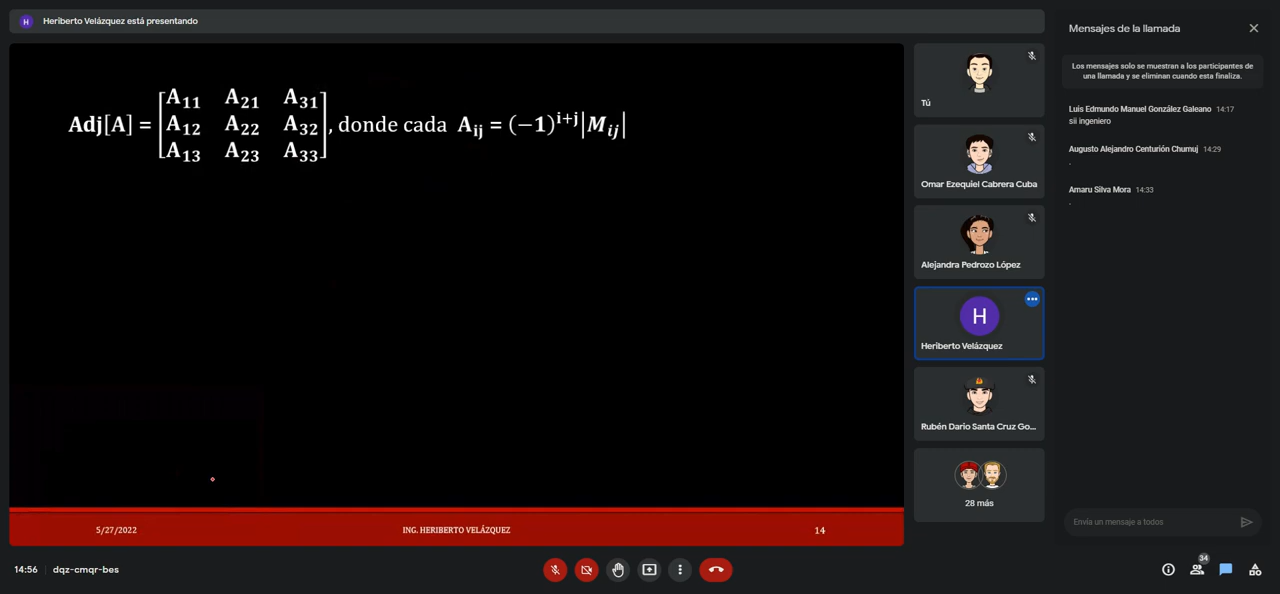 Heriberto Velázquez está presentando
H
Adj[A] = [A₁₁ A₂₁ A₃₁
A₁₂ A₂₂ A₃₂
A₁₃ A₂₃ A₃₃], donde cada A_ij = (−1)^{i+j}|M_ij|
5/27/2022
ING. HERIBERTO VELÁZQUEZ
14
Tú
Omar Ezequiel Cabrera Cuba
Alejandra Pedrozo López
H
Heriberto Velázquez
Rubén Dario Santa Cruz Go...
28 más
Mensajes de la llamada
Los mensajes solo se muestran a los participantes de
una llamada y se eliminan cuando esta finaliza.
Luis Edmundo Manuel González Galeano 14:17
sii ingeniero
Augusto Alejandro Centurión Churnuj 14:29
.
Amaru Silva Mora 14:33
.
Envía un mensaje a todos
14:56
dqz-cmqr-bes
34